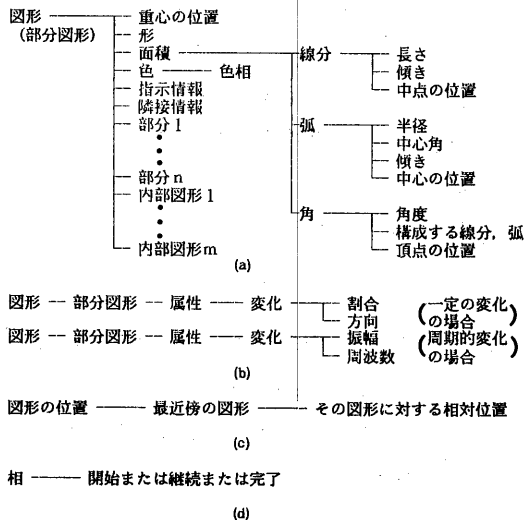 図形
(部分図形)
重心の位置
形
面積
色
色相
指示情報
隣接情報
部分1
部分n
内部図形1
内部図形m
線分
長さ
傾き
中点の位置
弧
半径
中心角
傾き
中心の位置
角
角度
構成する線分,弧
頂点の位置
(a)
図形 部分図形 属性 変化 割合 (一定の変化
方向 の場合)
図形 部分図形 属性 変化 振幅 (周期的変化
周波数 の場合)
(b)
図形の位置 最近傍の図形 その図形に対する相対位置
(c)
相 開始または継続または完了
(d)